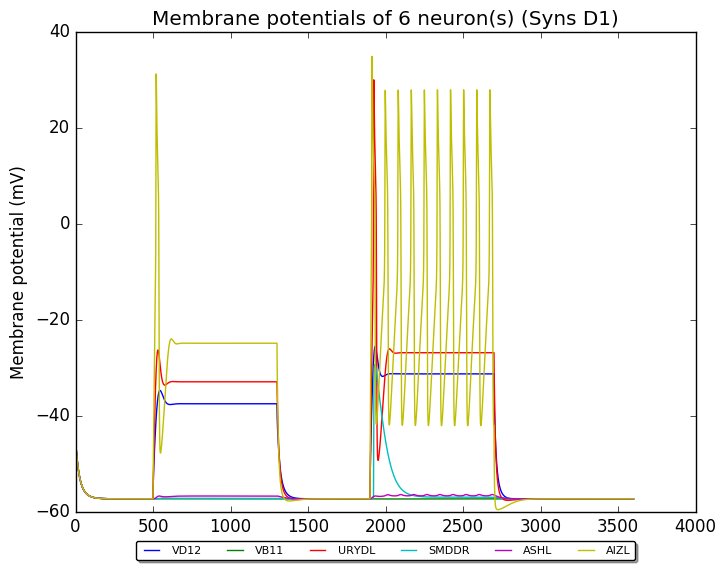 Membrane potentials of 6 neuron(s) (Syns D1)
40
20
0
−20
−40
−60
Membrane potential (mV)
0 500 1000 1500 2000 2500 3000 3500 4000
VD12 VB11 URYDL SMDDR ASHL AIZL